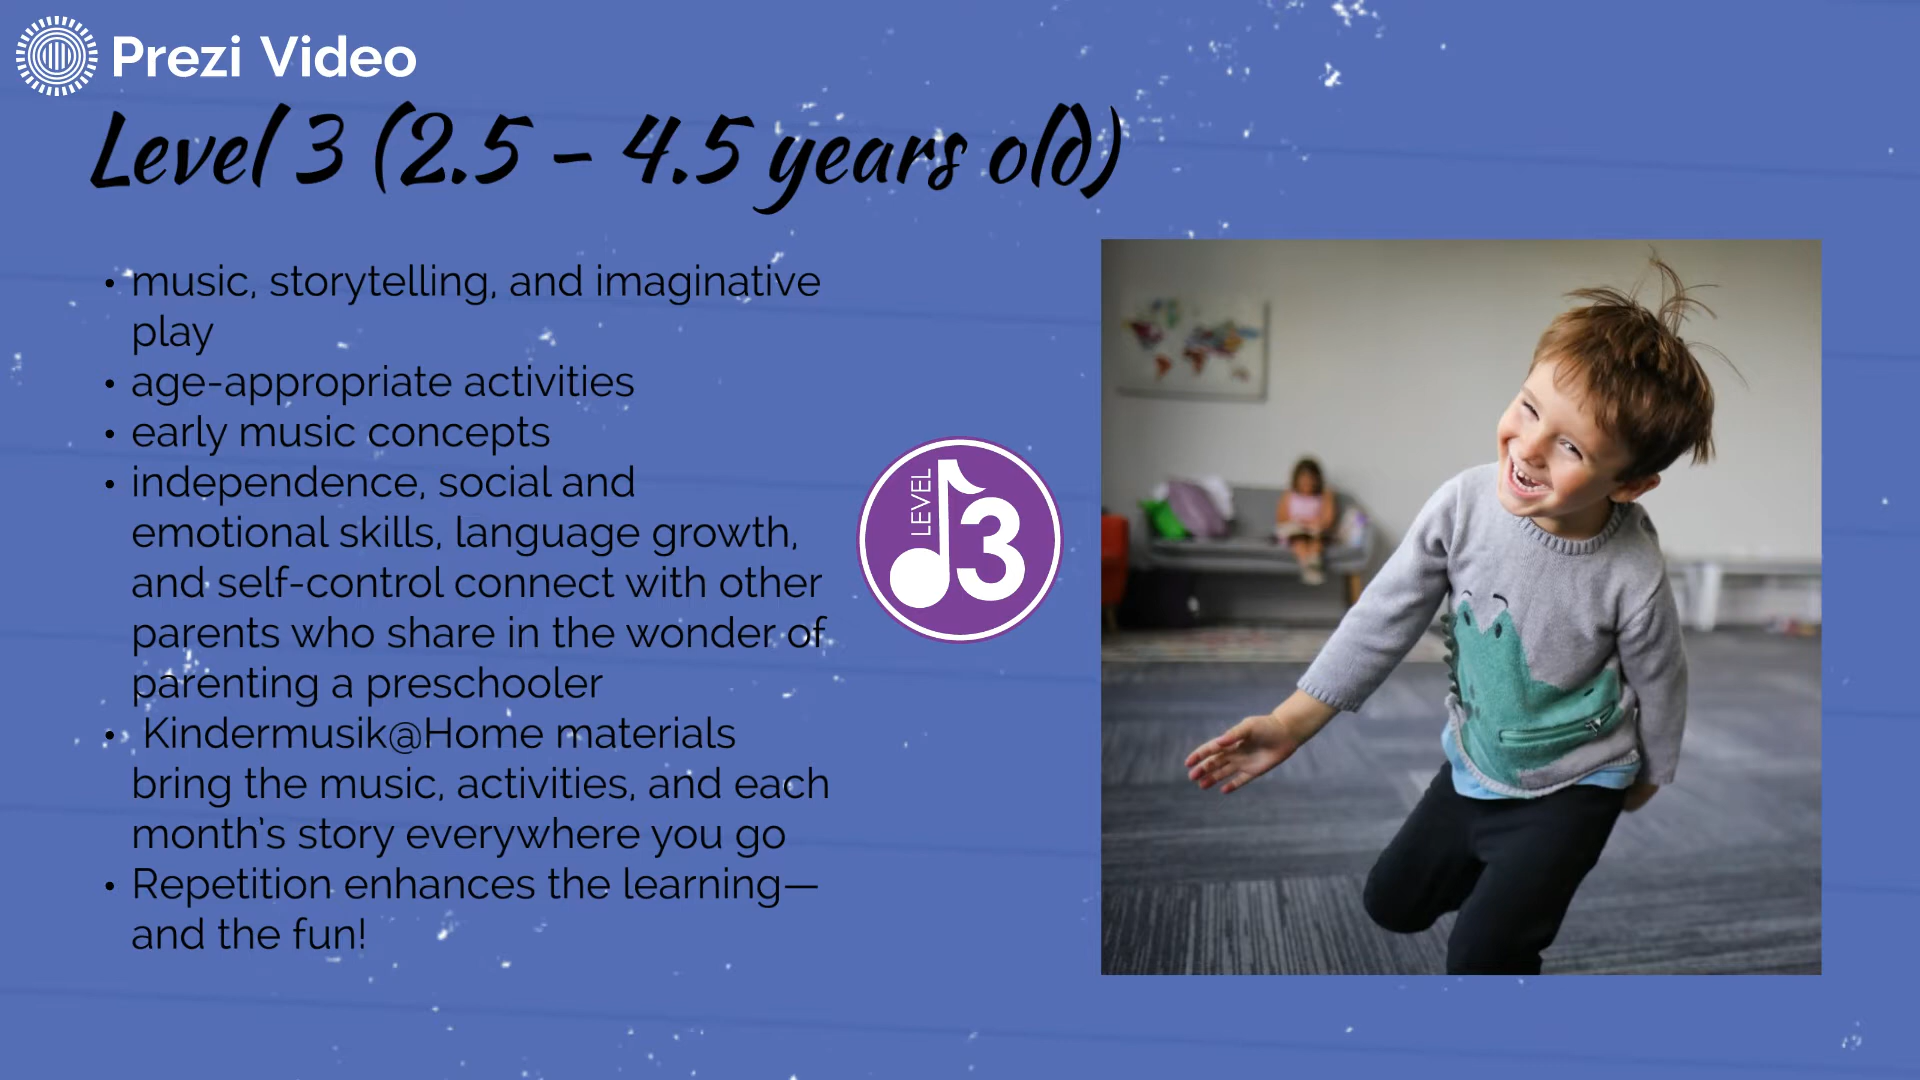 Prezi Video
Level 3 (2.5 - 4.5 years old)
• music, storytelling, and imaginative
play
• age-appropriate activities
• early music concepts
• independence, social and
emotional skills, language growth,
and self-control connect with other
parents who share in the wonder of
parenting a preschooler
• Kindermusik@Home materials
bring the music, activities, and each
month's story everywhere you go
• Repetition enhances the learning—
and the fun!
LEVEL
3